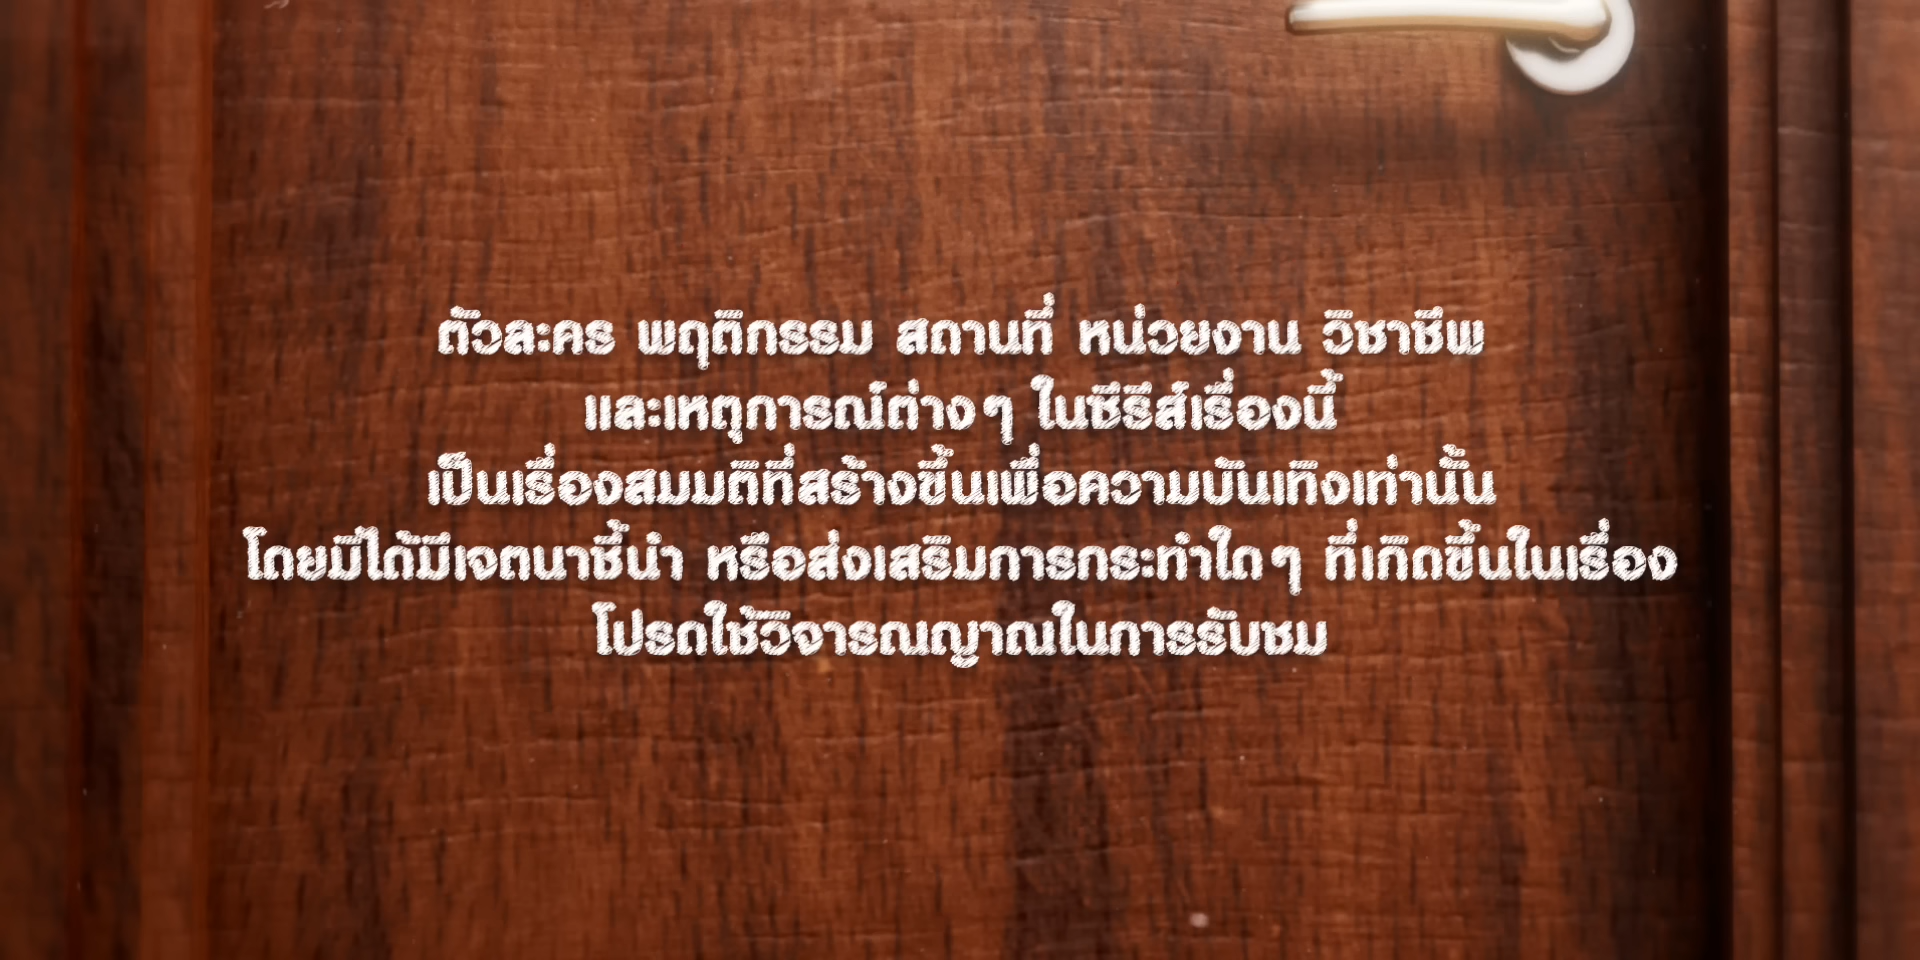 ตัวละคร พฤติกรรม สถานที่ หน่วยงาน วิชาชีพ
และเหตุการณ์ต่างๆ ในซีรีส์เรื่องนี้
เป็นเรื่องสมมติที่สร้างขึ้นเพื่อความบันเทิงเท่านั้น
โดยมิได้มีเจตนาชี้นำ หรือส่งเสริมการกระทำใดๆ ที่เกิดขึ้นในเรื่อง
โปรดใช้วิจารณญาณในการรับชม